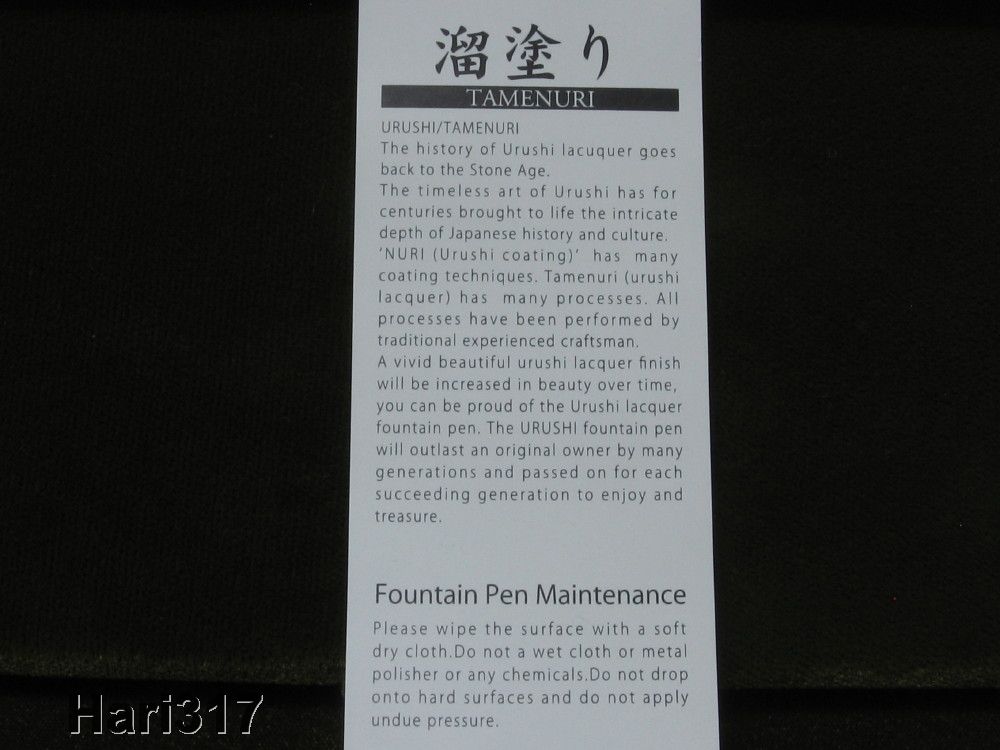 溜塗り
TAMENURI
URUSHI/TAMENURI
The history of Urushi lacuquer goes
back to the Stone Age.
The timeless art of Urushi has for
centuries brought to life the intricate
depth of Japanese history and culture.
‘NURI (Urushi coating)’ has many
coating techniques. Tamenuri (urushi
lacquer) has many processes. All
processes have been performed by
traditional experienced craftsman.
A vivid beautiful urushi lacquer finish
will be increased in beauty over time,
you can be proud of the Urushi lacquer
fountain pen. The URUSHI fountain pen
will outlast an original owner by many
generations and passed on for each
succeeding generation to enjoy and
treasure.
Fountain Pen Maintenance
Please wipe the surface with a soft
dry cloth.Do not a wet cloth or metal
polisher or any chemicals.Do not drop
onto hard surfaces and do not apply
undue pressure.
Hari317